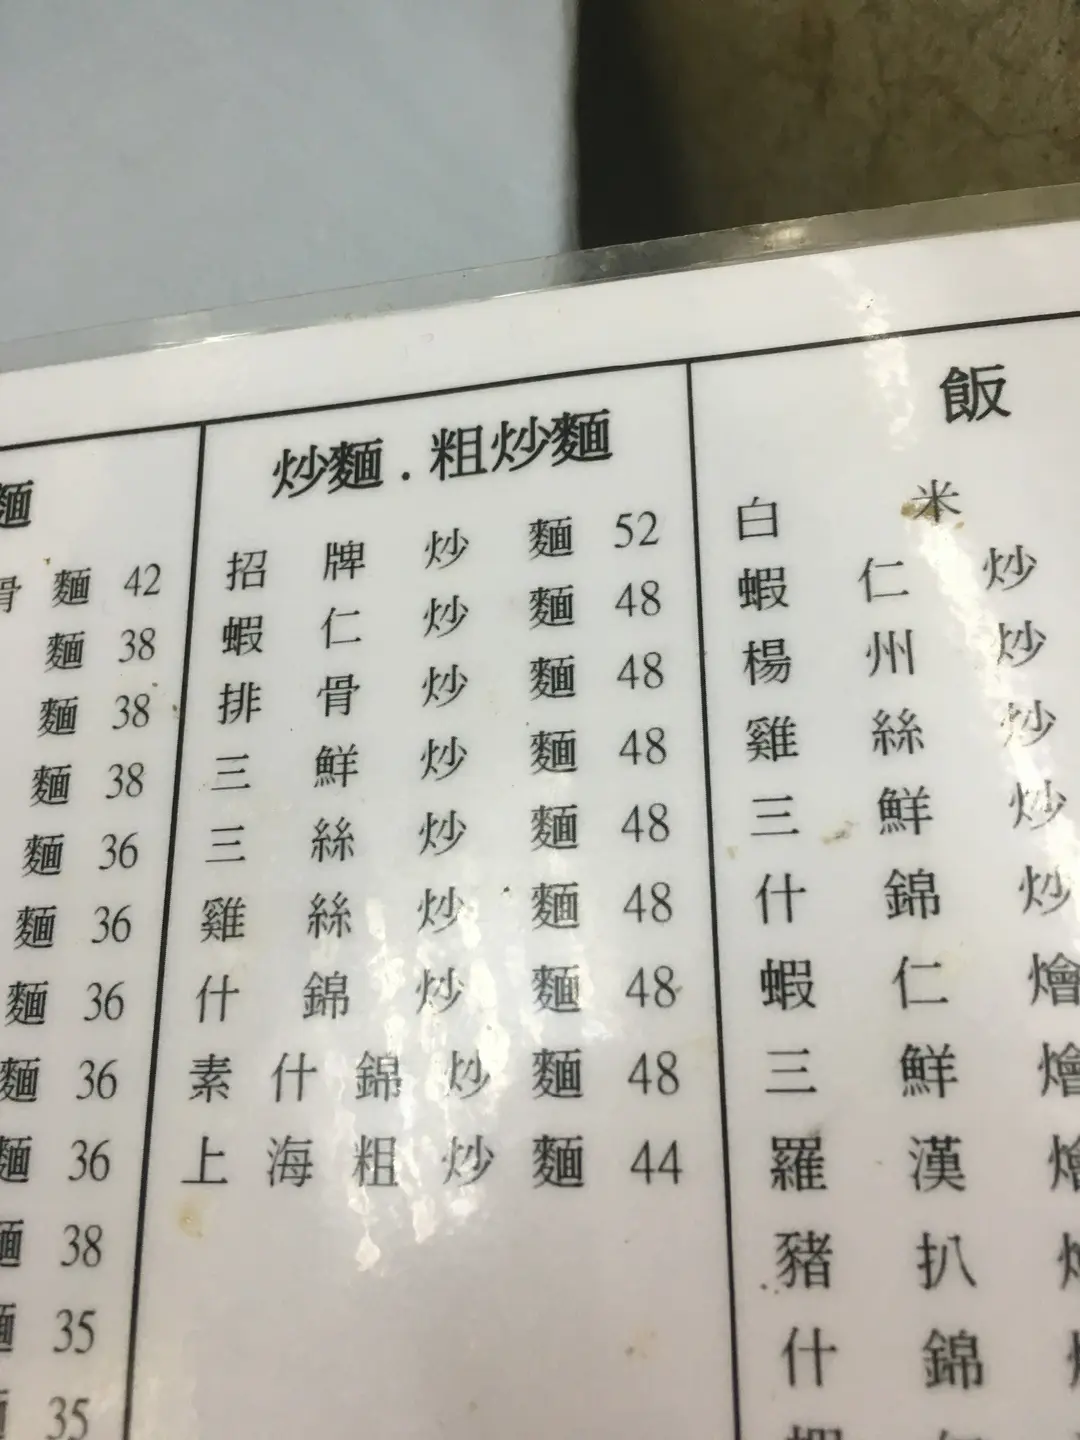 麵
骨 麵 42
麵 38
麵 38
麵 38
麵 36
麵 36
麵 36
麵 36
麵 36
麵 38
麵 35
35
炒麵.粗炒麵
招 牌 炒 麵 52
蝦 仁 炒 麵 48
排 骨 炒 麵 48
三 鮮 炒 麵 48
三 絲 炒 麵 48
雞 絲 炒 麵 48
什 錦 炒 麵 48
素 什 錦 炒 麵 48
上 海 粗 炒 麵 44
飯
白 米
蝦 仁 炒
楊 州 炒
雞 絲 炒
三 鮮 炒
什 錦 炒
蝦 仁 燴
三 鮮 燴
羅 漢 燴
豬 扒
什 錦